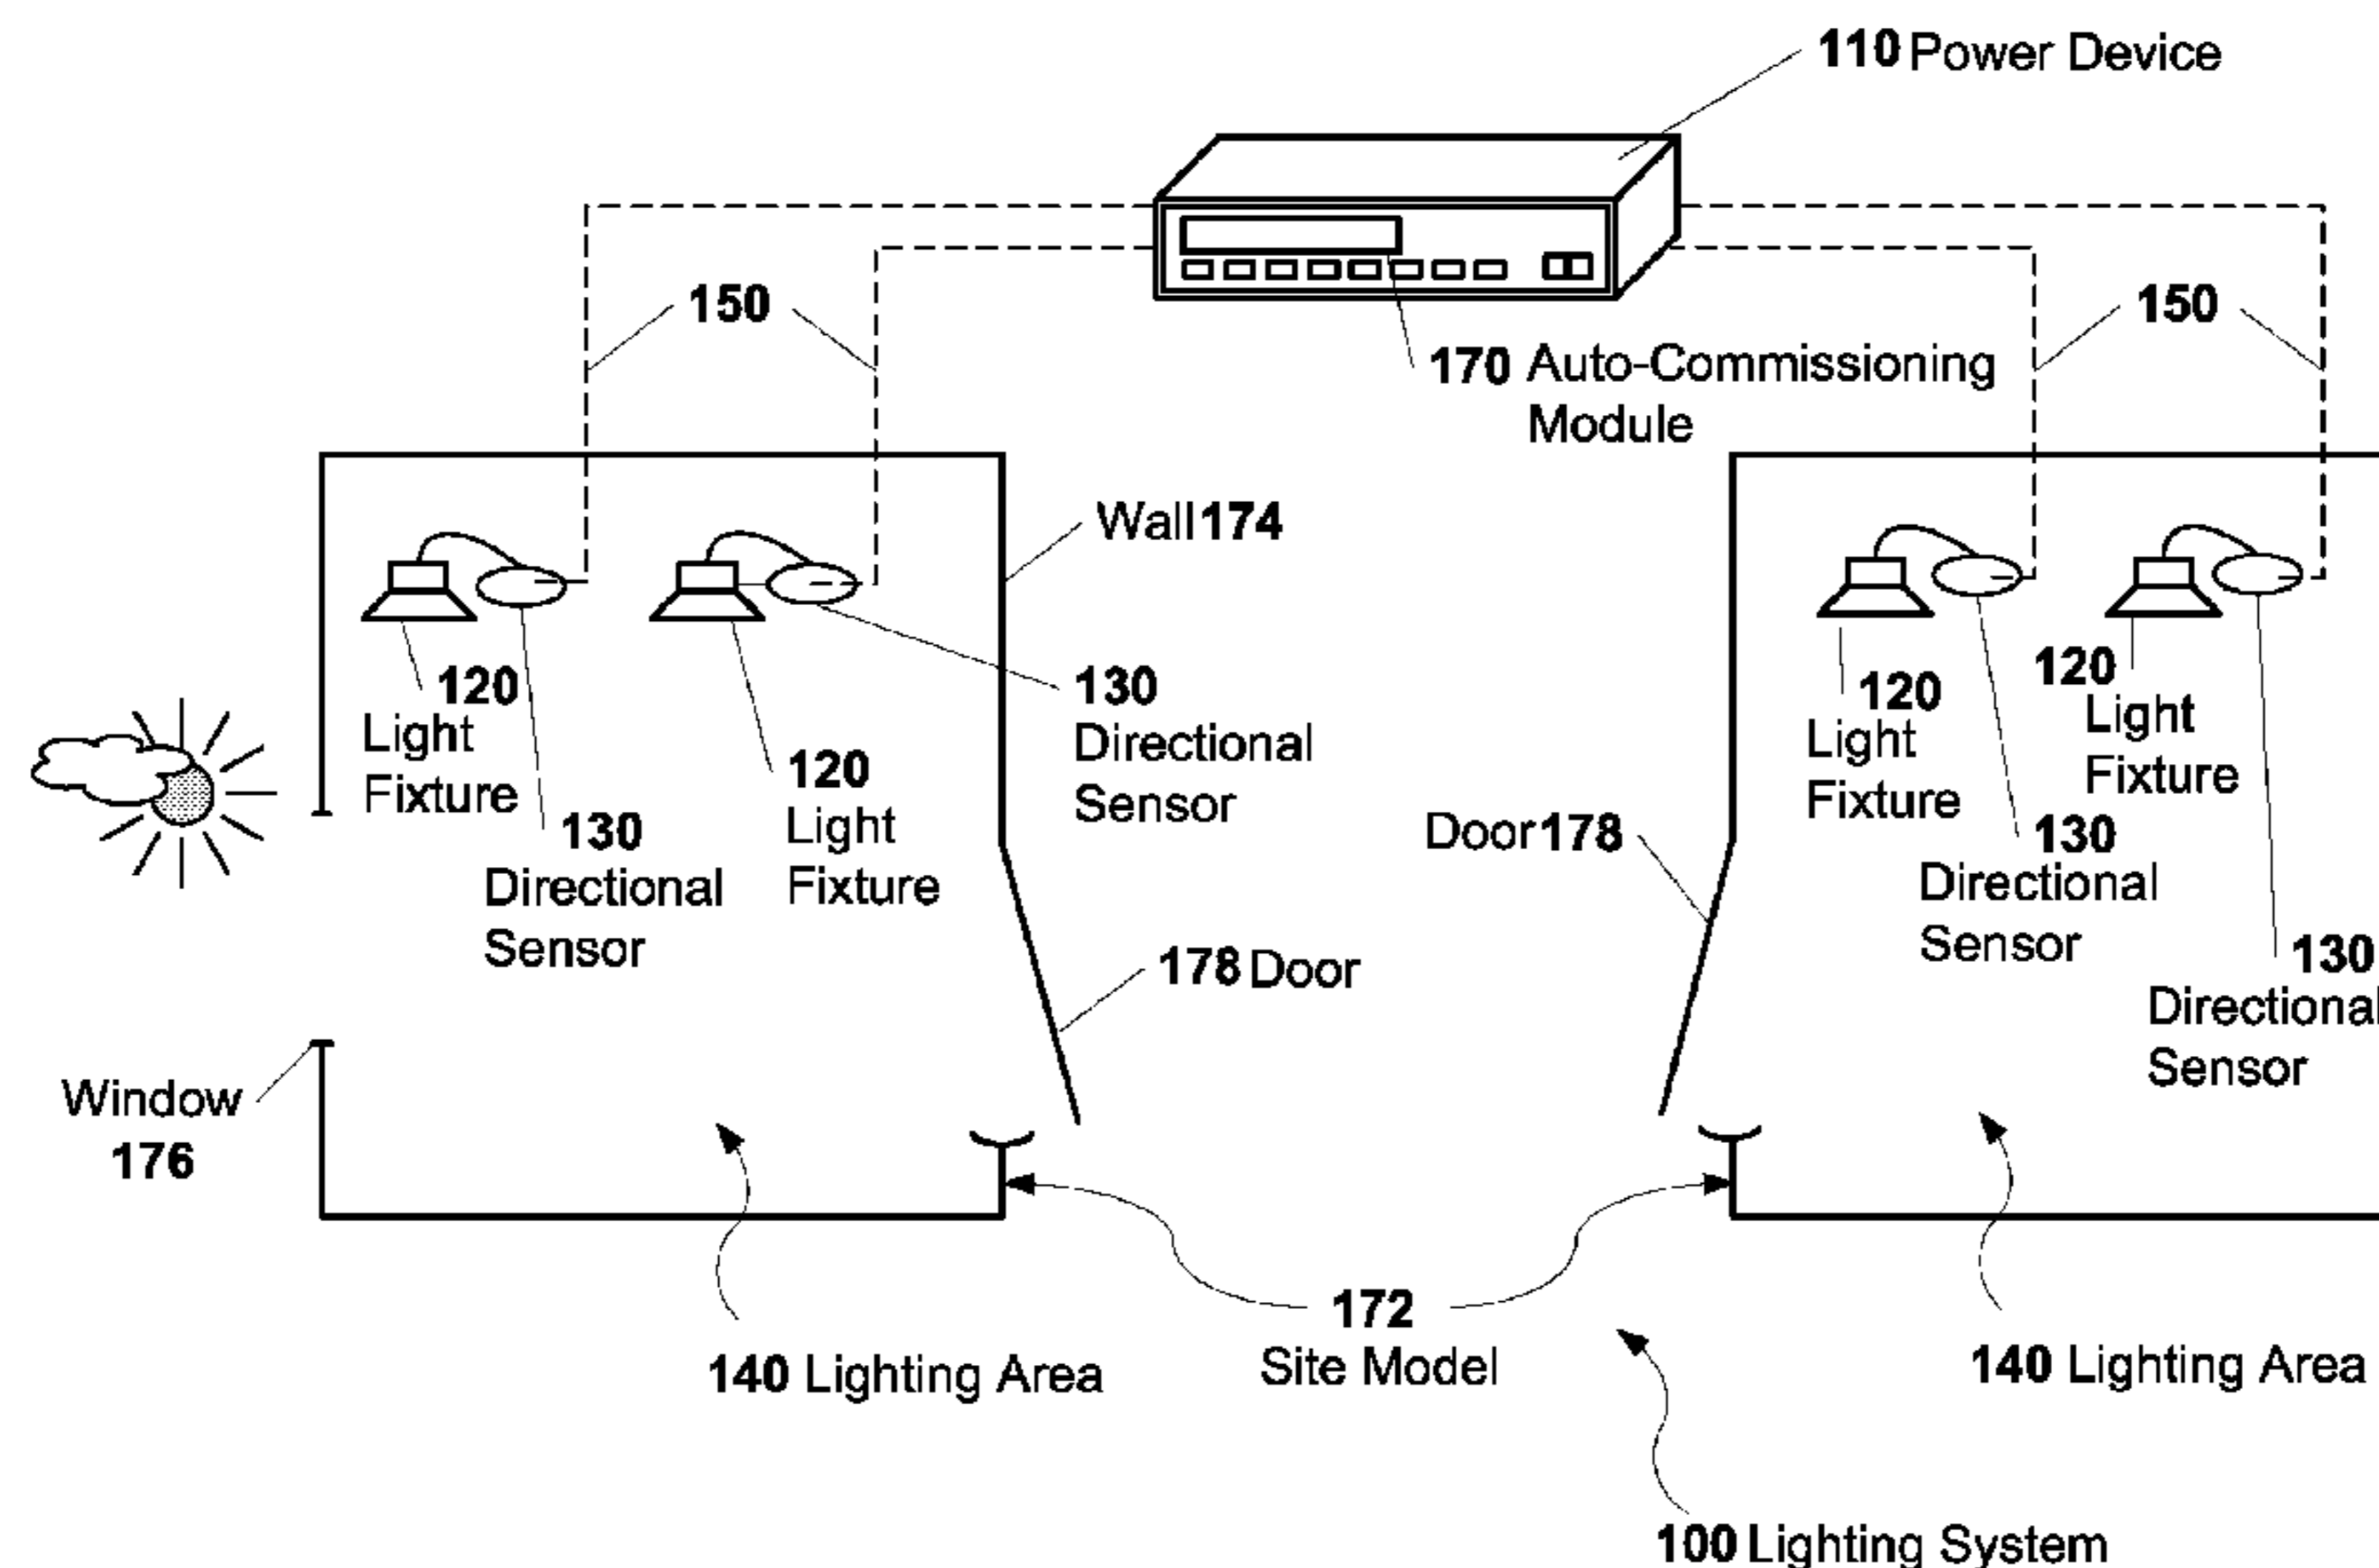 110 Power Device
150
150
170 Auto-Commissioning
Module
Wall 174
120
Light
Fixture
130
Directional
Sensor
120
Light
Fixture
130
Directional
Sensor
120
Light
Fixture
120
Light
Fixture
130
Directional
Sensor
130
Directional
Sensor
Door 178
178 Door
Window
176
140 Lighting Area
172
Site Model
140 Lighting Area
100 Lighting System